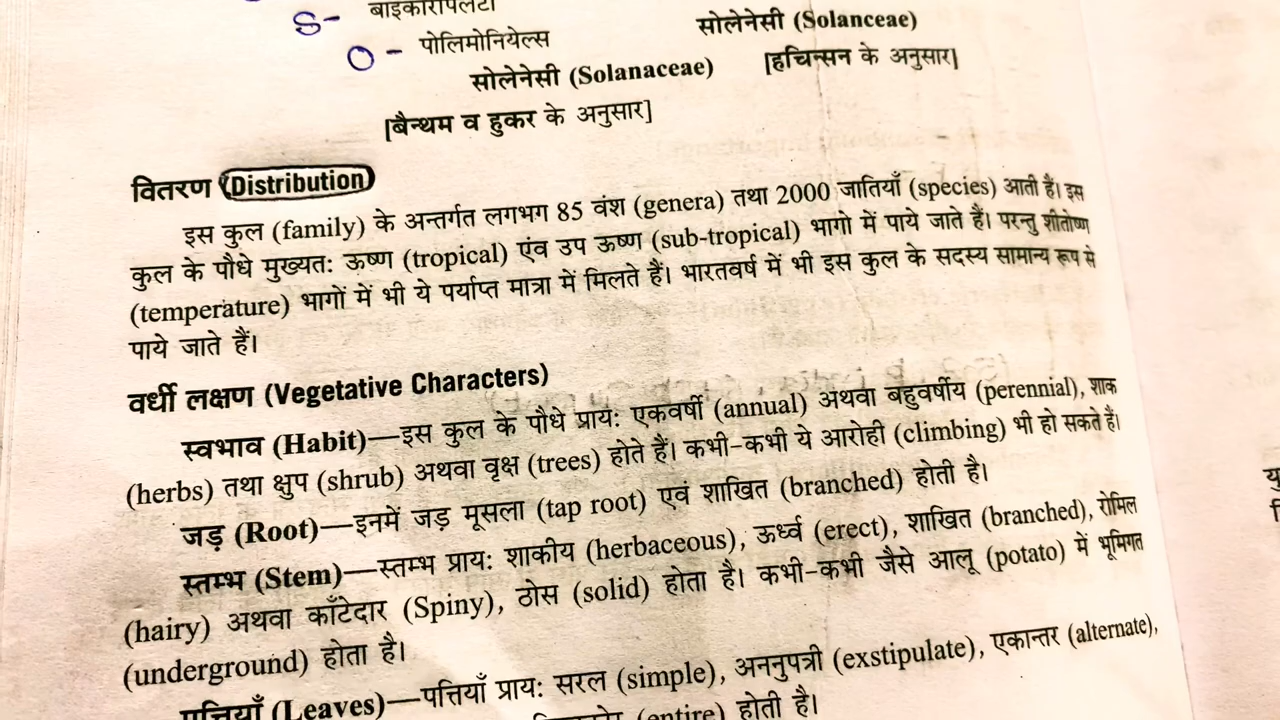 S- बाइकारपिलेटी
सोलेनेसी (Solanceae)
O - पोलिमोनियेल्स
[हचिन्सन के अनुसार]
सोलेनेसी (Solanaceae)
[बैन्थम व हुकर के अनुसार]
वितरण (Distribution)
इस कुल (family) के अन्तर्गत लगभग 85 वंश (genera) तथा 2000 जातियाँ (species) आती हैं। इस
कुल के पौधे मुख्यतः ऊष्ण (tropical) एंव उप ऊष्ण (sub-tropical) भागो में पाये जाते हैं। परन्तु शीतोष्ण
(temperature) भागों में भी ये पर्याप्त मात्रा में मिलते हैं। भारतवर्ष में भी इस कुल के सदस्य सामान्य रूप से
पाये जाते हैं।
वर्धी लक्षण (Vegetative Characters)
स्वभाव (Habit)—इस कुल के पौधे प्रायः एकवर्षी (annual) अथवा बहुवर्षीय (perennial), शाक
(herbs) तथा क्षुप (shrub) अथवा वृक्ष (trees) होते हैं। कभी-कभी ये आरोही (climbing) भी हो सकते हैं।
जड़ (Root)—इनमें जड़ मूसला (tap root) एवं शाखित (branched) होती है।
स्तम्भ (Stem)—स्तम्भ प्रायः शाकीय (herbaceous), ऊर्ध्व (erect), शाखित (branched), रोमिल
(hairy) अथवा काँटेदार (Spiny), ठोस (solid) होता है। कभी-कभी जैसे आलू (potato) में भूमिगत
(underground) होता है।
पत्तियाँ (Leaves)—पत्तियाँ प्रायः सरल (simple), अननुपत्री (exstipulate), एकान्तर (alternate),
(entire) होती है।